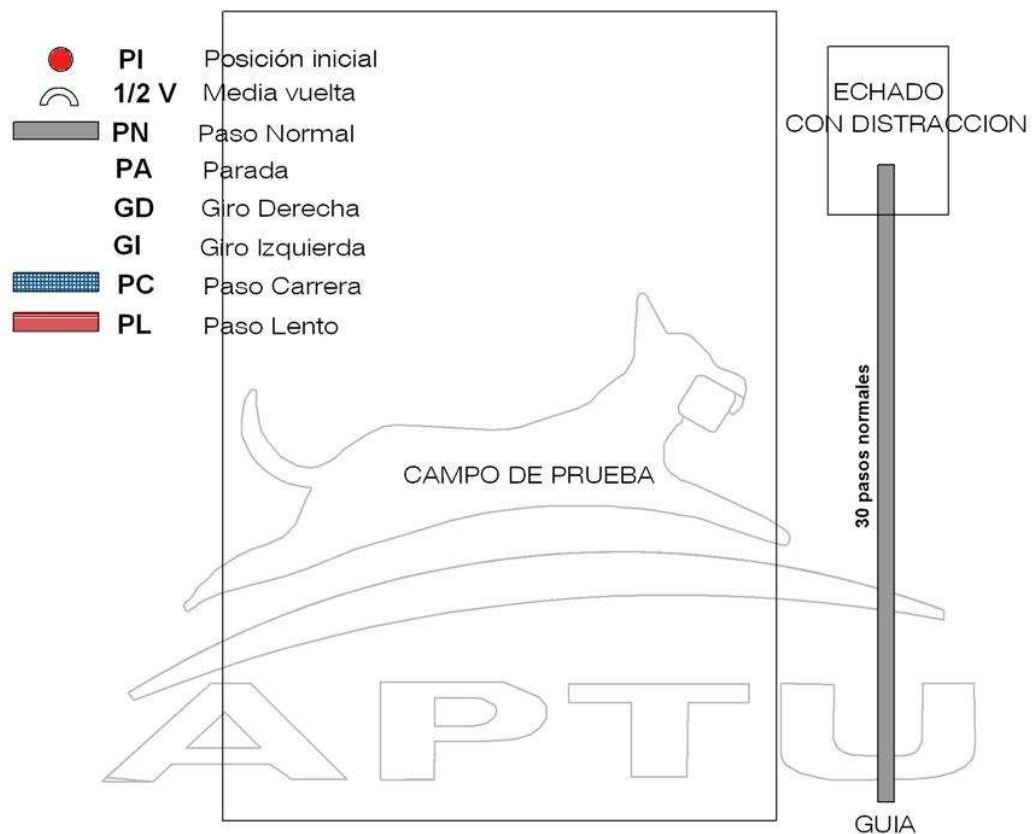 PI Posición inicial
1/2 V Media vuelta
PN Paso Normal
PA Parada
GD Giro Derecha
GI Giro Izquierda
PC Paso Carrera
PL Paso Lento
ECHADO
CON DISTRACCION
30 pasos normales
CAMPO DE PRUEBA
APTU
GUIA